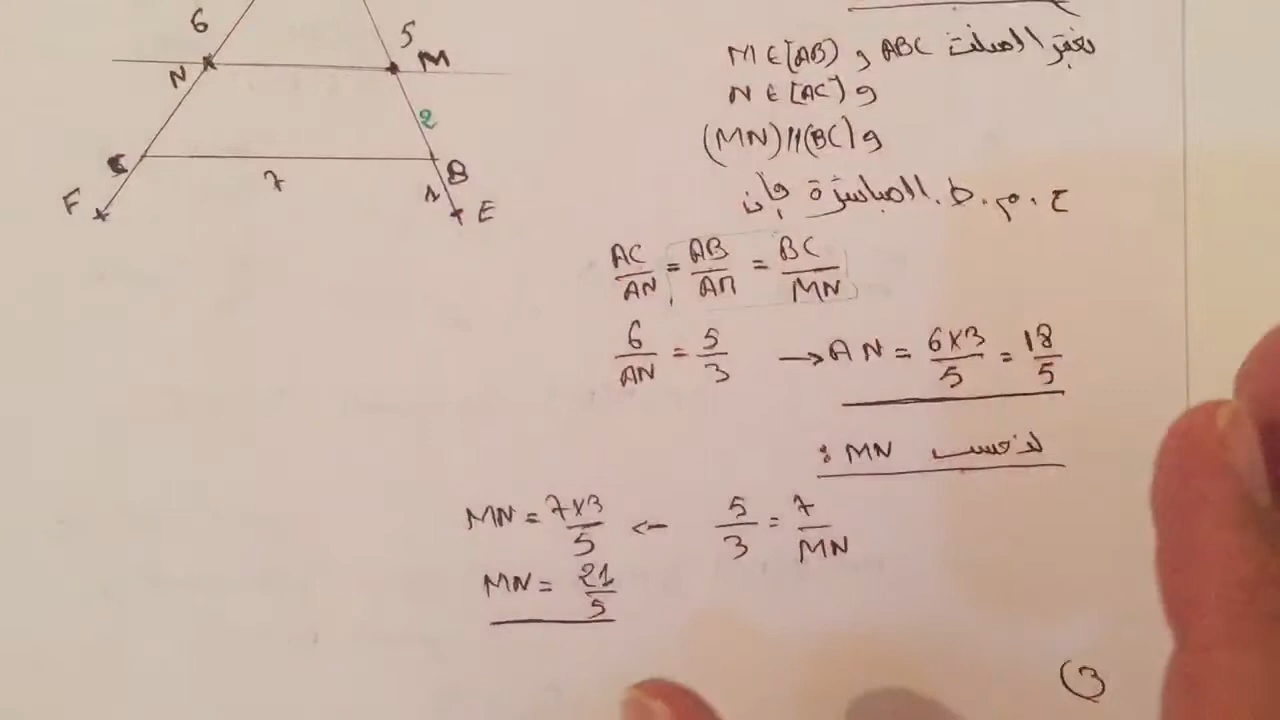 6
5
N
M
2
C
B
7
1
F
E
نعتبر المثلث ABC و M∈[AB)
و N∈[AC)
و (MN)//(BC)
ح.م.ط.المباشرة فإن
AC/AN = AB/AM = BC/MN
6/AN = 5/3 → AN = 6×3/5 = 18/5
لنحسب MN :
5/3 = 7/MN ← MN = 7×3/5
MN = 21/5
3